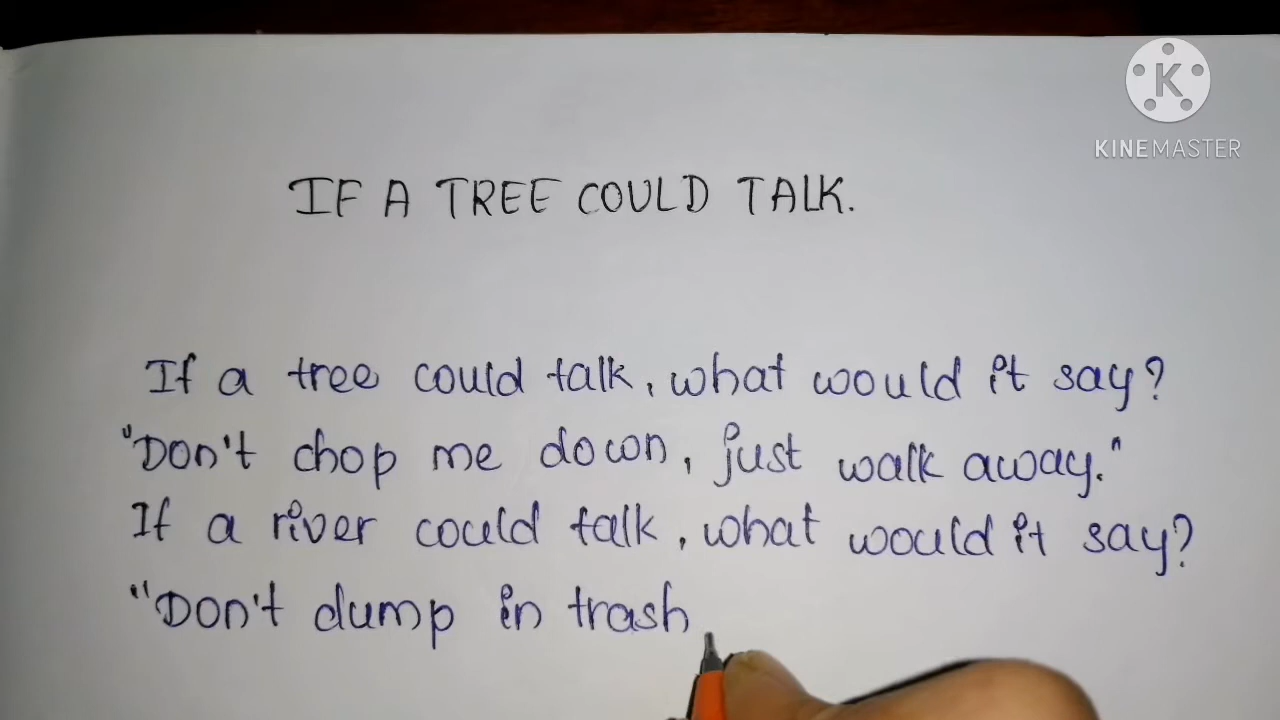 KINEMASTER
IF A TREE COULD TALK.
If a tree could talk, what would it say?
"Don't chop me down, just walk away."
If a river could talk, what would it say?
"Don't dump in trash